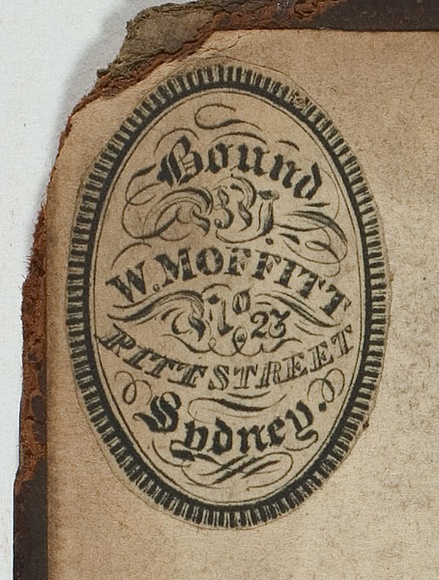 Bound
By
W. MOFFITT
No 23
PITT STREET
Sydney.